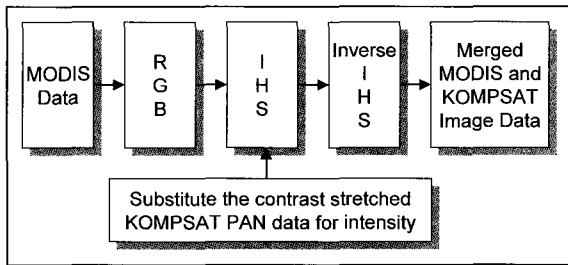 MODIS
Data
R
G
B
I
H
S
Inverse
I
H
S
Merged
MODIS and
KOMPSAT
Image Data
Substitute the contrast stretched
KOMPSAT PAN data for intensity